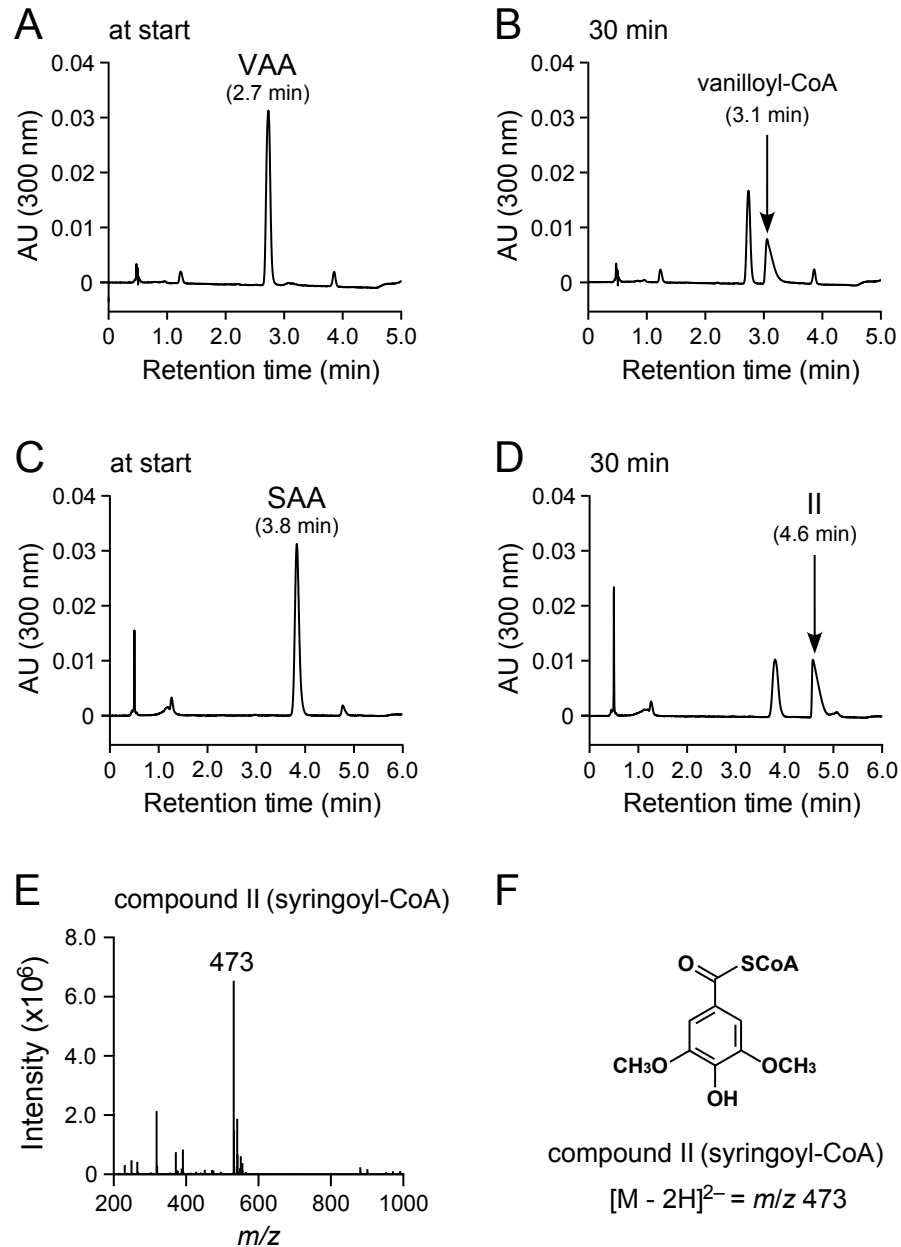 A at start
VAA
(2.7 min)
AU (300 nm)
0.04
0.03
0.02
0.01
0
0 1.0 2.0 3.0 4.0 5.0
Retention time (min)
B 30 min
vanilloyl-CoA
(3.1 min)
AU (300 nm)
0.04
0.03
0.02
0.01
0
0 1.0 2.0 3.0 4.0 5.0
Retention time (min)
C at start
SAA
(3.8 min)
AU (300 nm)
0.04
0.03
0.02
0.01
0
0 1.0 2.0 3.0 4.0 5.0 6.0
Retention time (min)
D 30 min
II
(4.6 min)
AU (300 nm)
0.04
0.03
0.02
0.01
0
0 1.0 2.0 3.0 4.0 5.0 6.0
Retention time (min)
E
compound II (syringoyl-CoA)
473
Intensity (x10⁶)
8.0
6.0
4.0
2.0
0
200 400 600 800 1000
m/z
F
O SCoA
CH3O OCH3
OH
compound II (syringoyl-CoA)
[M - 2H]²⁻ = m/z 473